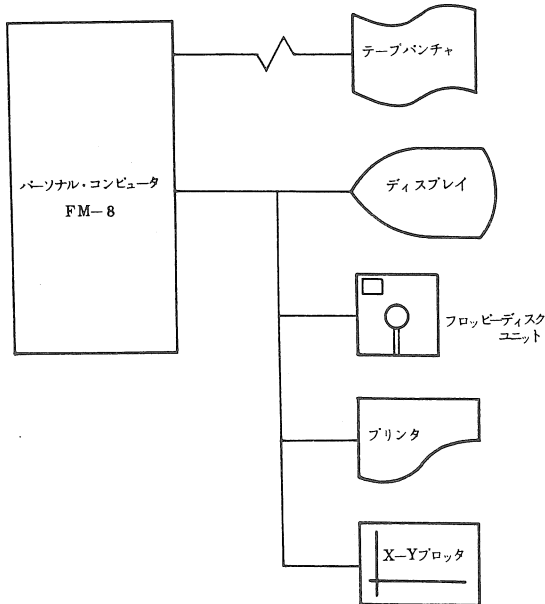 テープパンチャ
パーソナル・コンピュータ
FM-8
ディスプレイ
フロッピーディスク
ユニット
プリンタ
X-Yプロッタ